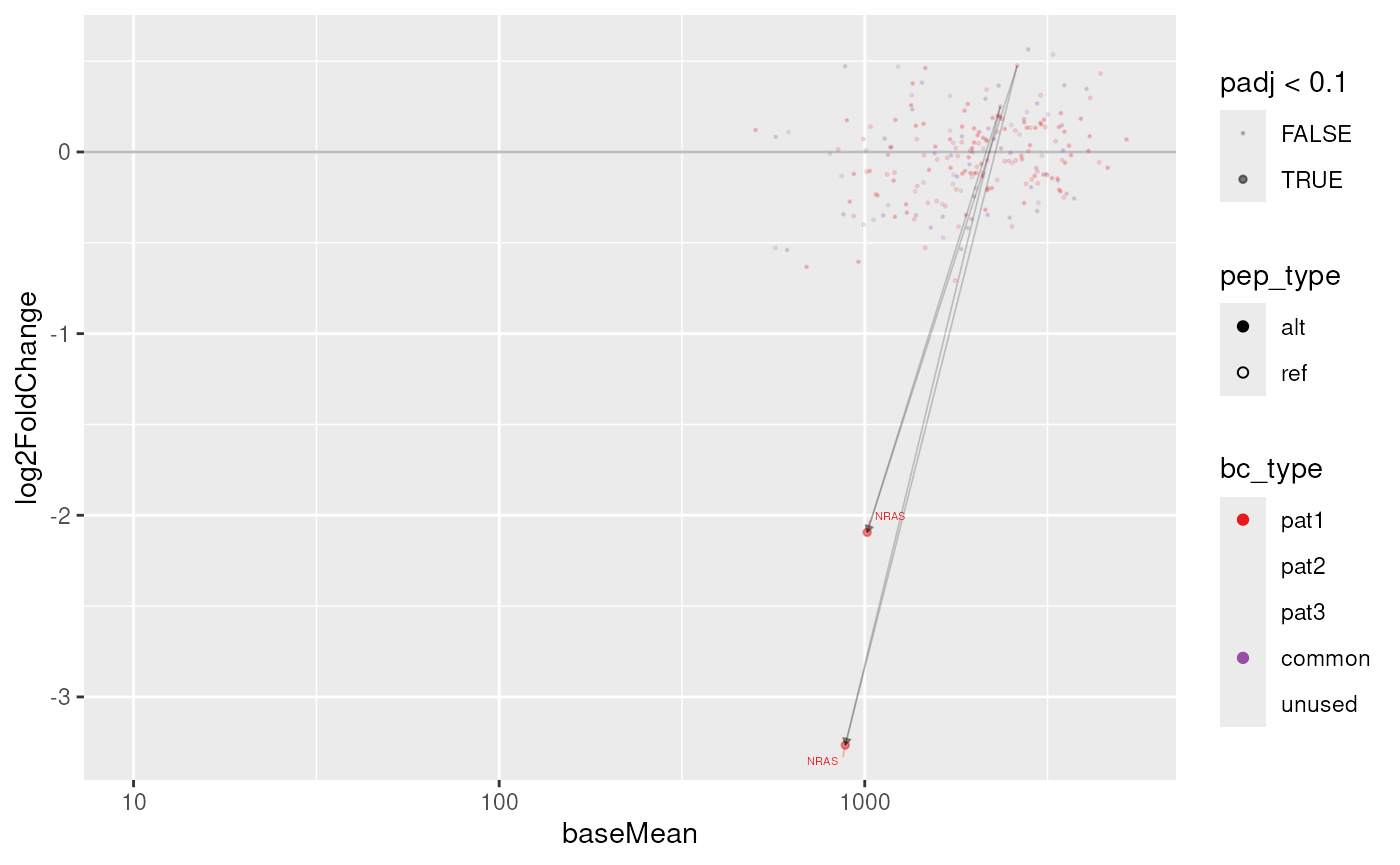 log2FoldChange
0
-1
-2
-3
NRAS
NRAS
10
100
1000
baseMean
padj < 0.1
FALSE
TRUE
pep_type
alt
ref
bc_type
pat1
pat2
pat3
common
unused